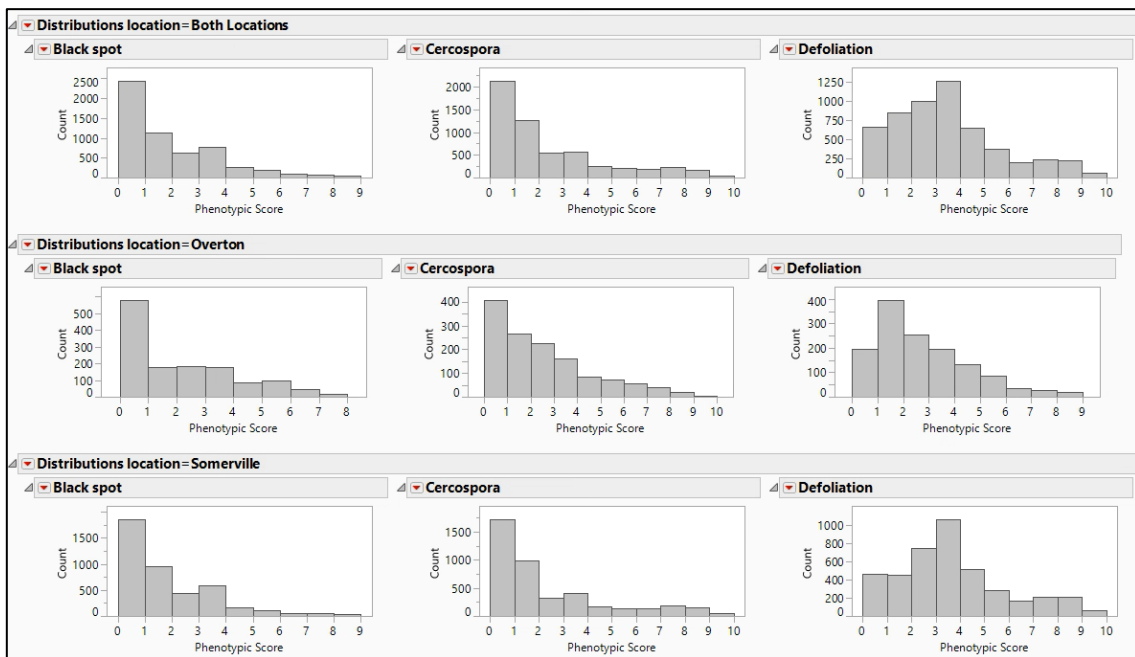 Distributions location=Both Locations
Black spot
Cercospora
Defoliation
2500
2000
1500
1000
500
0
Count
0 1 2 3 4 5 6 7 8 9
Phenotypic Score
2000
1500
1000
500
0
Count
0 1 2 3 4 5 6 7 8 9 10
Phenotypic Score
1250
1000
750
500
250
0
Count
0 1 2 3 4 5 6 7 8 9 10
Phenotypic Score
Distributions location=Overton
Black spot
Cercospora
Defoliation
500
400
300
200
100
0
Count
0 1 2 3 4 5 6 7 8
Phenotypic Score
400
300
200
100
0
Count
0 1 2 3 4 5 6 7 8 9 10
Phenotypic Score
400
300
200
100
0
Count
0 1 2 3 4 5 6 7 8 9
Phenotypic Score
Distributions location=Somerville
Black spot
Cercospora
Defoliation
1500
1000
500
0
Count
0 1 2 3 4 5 6 7 8 9
Phenotypic Score
1500
1000
500
0
Count
0 1 2 3 4 5 6 7 8 9 10
Phenotypic Score
1000
800
600
400
200
0
Count
0 1 2 3 4 5 6 7 8 9 10
Phenotypic Score